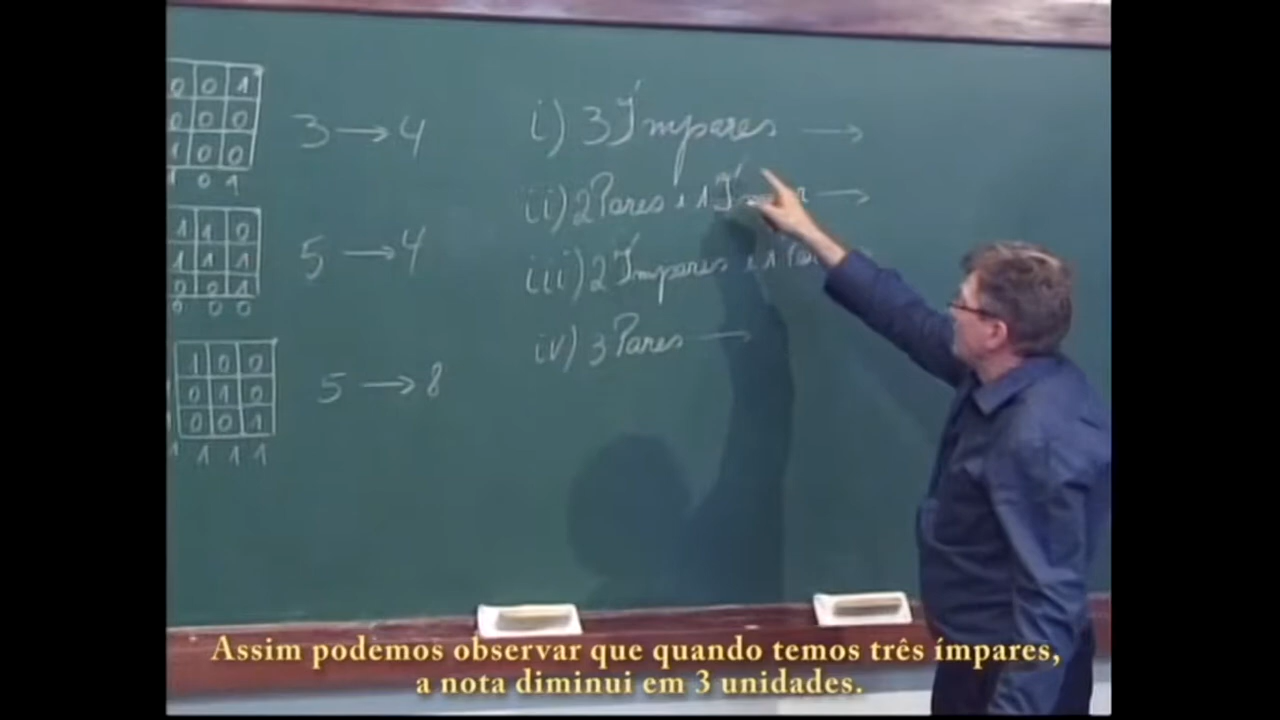 0 0 1
0 0 0
1 0 0
1 0 1
3 → 4
1 1 0
1 1 1
0 0 1
0 0 0
5 → 4
1 0 0
0 1 0
0 0 1
1 1 1 1
5 → 8
i) 3 Ímpares →
ii) 2 Pares e 1 Ímpar →
iii) 2 Ímpares e 1 Par
iv) 3 Pares →
Assim podemos observar que quando temos três ímpares,
a nota diminui em 3 unidades.